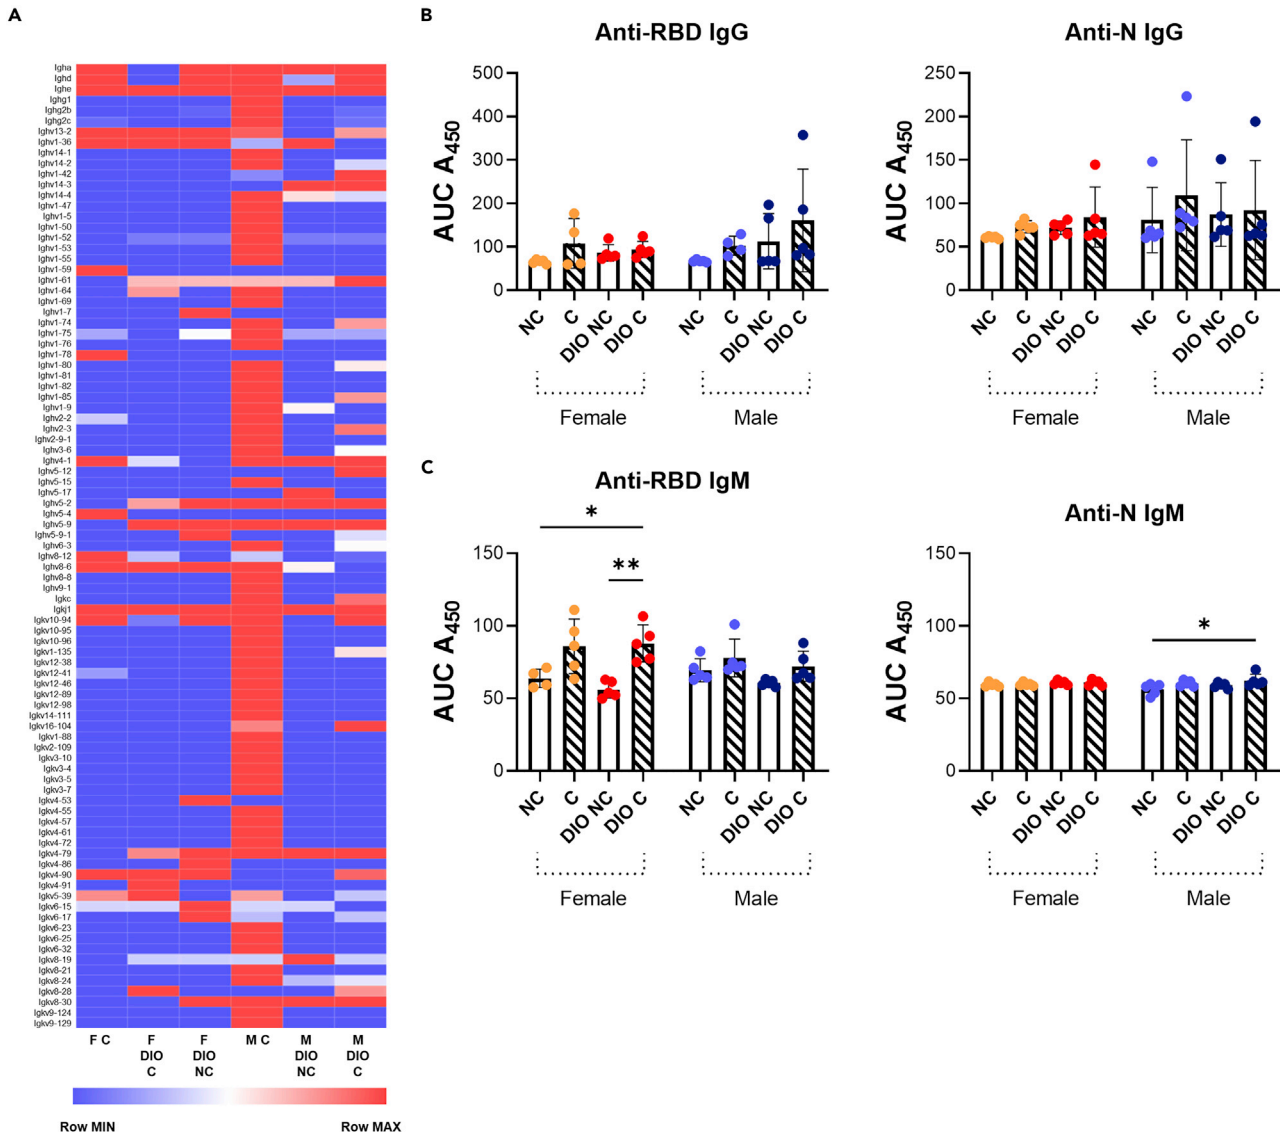 A
Igha
Ighd
Ighe
Ighg1
Ighg2b
Ighg2c
Ighv13-2
Ighv1-36
Ighv14-1
Ighv14-2
Ighv1-42
Ighv14-3
Ighv14-4
Ighv1-47
Ighv1-5
Ighv1-50
Ighv1-52
Ighv1-53
Ighv1-55
Ighv1-59
Ighv1-61
Ighv1-64
Ighv1-69
Ighv1-7
Ighv1-74
Ighv1-75
Ighv1-76
Ighv1-78
Ighv1-80
Ighv1-81
Ighv1-82
Ighv1-85
Ighv1-9
Ighv2-2
Ighv2-3
Ighv2-9-1
Ighv3-6
Ighv4-1
Ighv5-12
Ighv5-15
Ighv5-17
Ighv5-2
Ighv5-4
Ighv5-9
Ighv5-9-1
Ighv6-3
Ighv8-12
Ighv8-6
Ighv8-8
Ighv9-1
Igkc
Igkj1
Igkv10-94
Igkv10-95
Igkv10-96
Igkv1-135
Igkv12-38
Igkv12-41
Igkv12-46
Igkv12-89
Igkv12-98
Igkv14-111
Igkv16-104
Igkv1-88
Igkv2-109
Igkv3-10
Igkv3-4
Igkv3-5
Igkv3-7
Igkv4-53
Igkv4-55
Igkv4-57
Igkv4-61
Igkv4-72
Igkv4-79
Igkv4-86
Igkv4-90
Igkv4-91
Igkv5-39
Igkv6-15
Igkv6-17
Igkv6-23
Igkv6-25
Igkv6-32
Igkv8-19
Igkv8-21
Igkv8-24
Igkv8-28
Igkv8-30
Igkv9-124
Igkv9-129
F C
F DIO C
F DIO NC
M C
M DIO NC
M DIO C
Row MIN
Row MAX
B
Anti-RBD IgG
AUC A450
500
400
300
200
100
0
NC
C
DIO NC
DIO C
NC
C
DIO NC
DIO C
Female
Male
Anti-N IgG
AUC A450
250
200
150
100
50
0
NC
C
DIO NC
DIO C
NC
C
DIO NC
DIO C
Female
Male
C
Anti-RBD IgM
AUC A450
150
100
50
0
*
**
NC
C
DIO NC
DIO C
NC
C
DIO NC
DIO C
Female
Male
Anti-N IgM
AUC A450
150
100
50
0
*
NC
C
DIO NC
DIO C
NC
C
DIO NC
DIO C
Female
Male